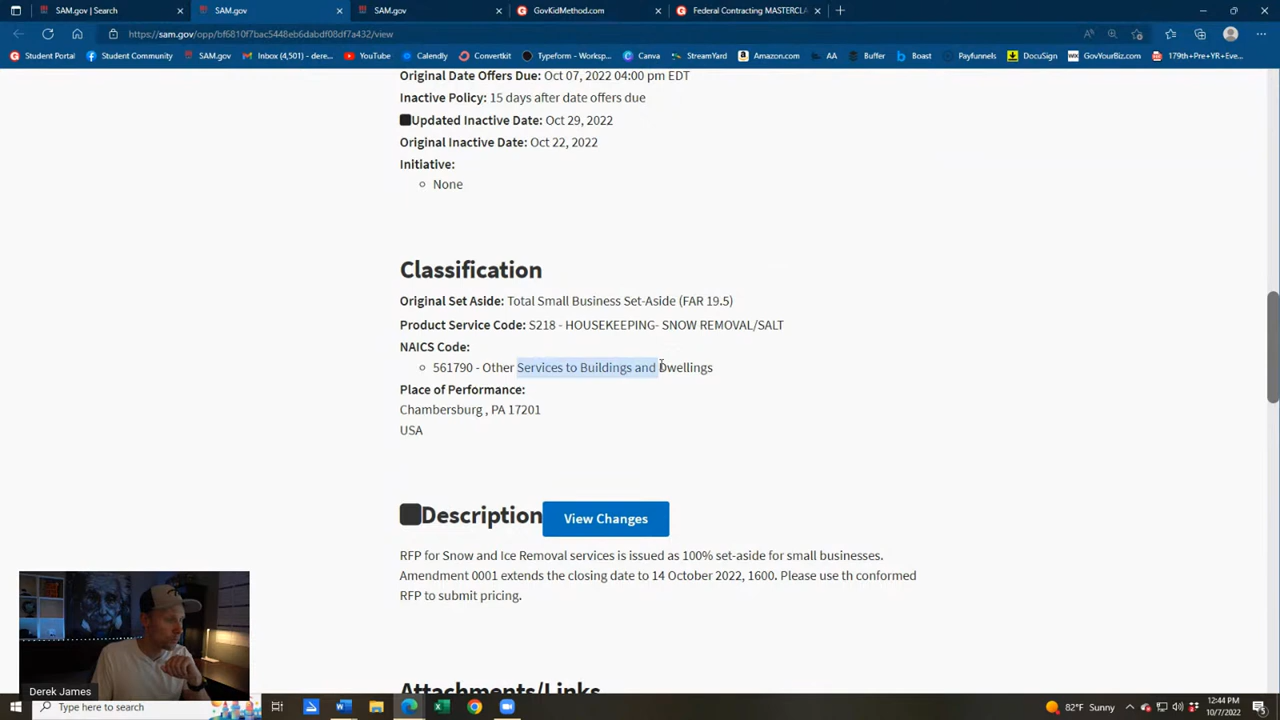 SAM.gov | Search
SAM.gov
SAM.gov
GovKidMethod.com
Federal Contracting MASTERCLA
https://sam.gov/opp/bf6810f7bac5448eb6dabdf08df7a432/view
Student Portal
Student Community
SAM.gov
Inbox (4,501) - dere...
YouTube
Calendly
Convertkit
Typeform - Worksp...
Canva
StreamYard
Amazon.com
AA
Buffer
Boast
Payfunnels
DocuSign
GovYourBiz.com
179th+Pre+YR+Eve...
Original Date Offers Due: Oct 07, 2022 04:00 pm EDT
Inactive Policy: 15 days after date offers due
Updated Inactive Date: Oct 29, 2022
Original Inactive Date: Oct 22, 2022
Initiative:
None
Classification
Original Set Aside: Total Small Business Set-Aside (FAR 19.5)
Product Service Code: S218 - HOUSEKEEPING- SNOW REMOVAL/SALT
NAICS Code:
561790 - Other Services to Buildings and Dwellings
Place of Performance:
Chambersburg , PA 17201
USA
Description
View Changes
RFP for Snow and Ice Removal services is issued as 100% set-aside for small businesses.
Amendment 0001 extends the closing date to 14 October 2022, 1600. Please use th conformed
RFP to submit pricing.
Attachments/Links
Derek James
Type here to search
82°F Sunny
12:44 PM
10/7/2022